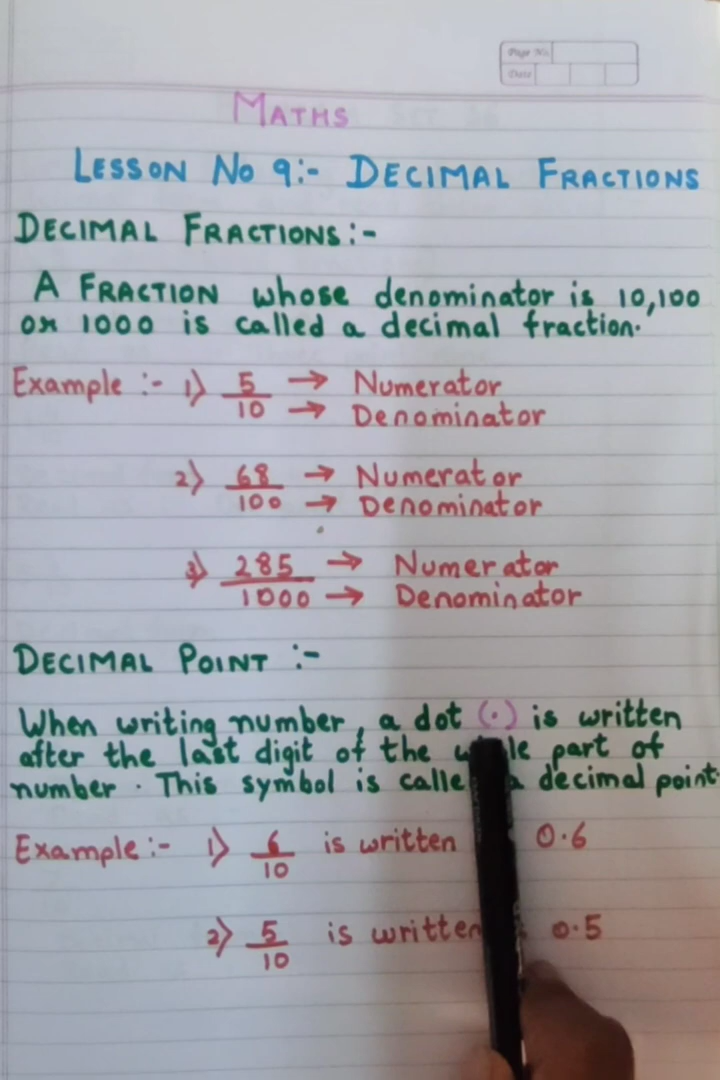 Page No.
Date
MATHS
LESSON NO 9:- DECIMAL FRACTIONS
DECIMAL FRACTIONS:-
A FRACTION whose denominator is 10,100
or 1000 is called a decimal fraction.
Example :- 1) 5/10 → Numerator
→ Denominator
2) 68/100 → Numerator
→ Denominator
3) 285/1000 → Numerator
→ Denominator
DECIMAL POINT :-
When writing number, a dot (.) is written
after the last digit of the part of
number. This symbol is decimal point.
Example:- 1) 6/10 is written 0.6
2) 5/10 is written 0.5